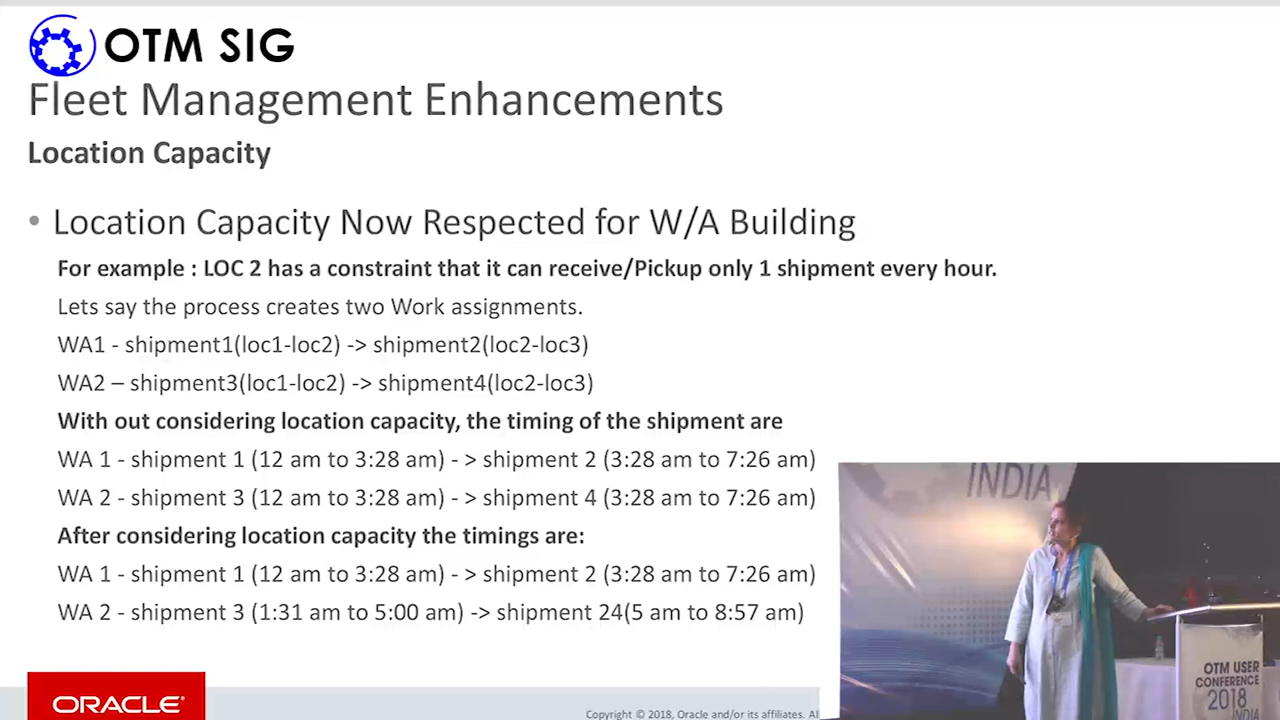 OTM SIG
Fleet Management Enhancements
Location Capacity
• Location Capacity Now Respected for W/A Building
For example : LOC 2 has a constraint that it can receive/Pickup only 1 shipment every hour.
Lets say the process creates two Work assignments.
WA1 - shipment1(loc1-loc2) -> shipment2(loc2-loc3)
WA2 – shipment3(loc1-loc2) -> shipment4(loc2-loc3)
With out considering location capacity, the timing of the shipment are
WA 1 - shipment 1 (12 am to 3:28 am) - > shipment 2 (3:28 am to 7:26 am)
WA 2 - shipment 3 (12 am to 3:28 am) - > shipment 4 (3:28 am to 7:26 am)
After considering location capacity the timings are:
WA 1 - shipment 1 (12 am to 3:28 am) - > shipment 2 (3:28 am to 7:26 am)
WA 2 - shipment 3 (1:31 am to 5:00 am) -> shipment 24(5 am to 8:57 am)
INDIA
OTM USER
CONFERENCE
2018
INDIA
ORACLE
Copyright © 2018, Oracle and/or its affiliates. Al